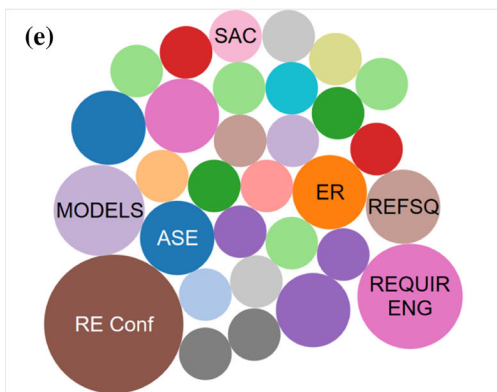 (e)
SAC
ER
MODELS
REFSQ
ASE
REQUIR
ENG
RE Conf